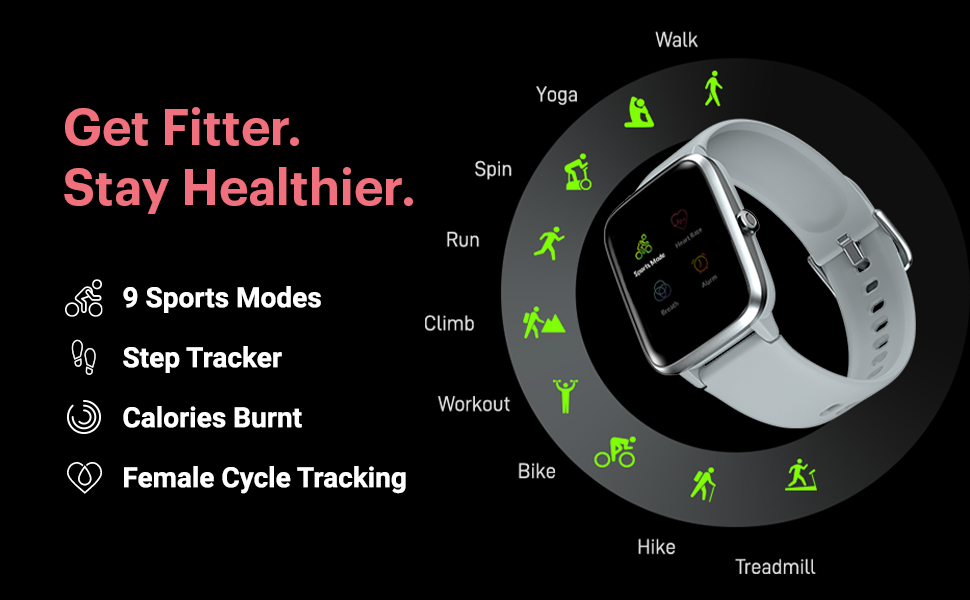 Get Fitter.
Stay Healthier.
9 Sports Modes
Step Tracker
Calories Burnt
Female Cycle Tracking
Walk
Yoga
Spin
Run
Climb
Workout
Bike
Hike
Treadmill
Sports Mode
Heart Rate
Breath
Alarm